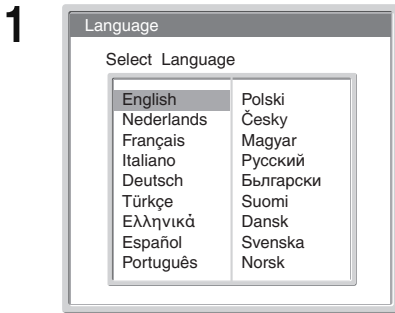 1
Language
Select Language
English
Nederlands
Français
Italiano
Deutsch
Türkçe
Ελληνικά
Español
Português
Polski
Česky
Magyar
Русский
Бьлгарски
Suomi
Dansk
Svenska
Norsk